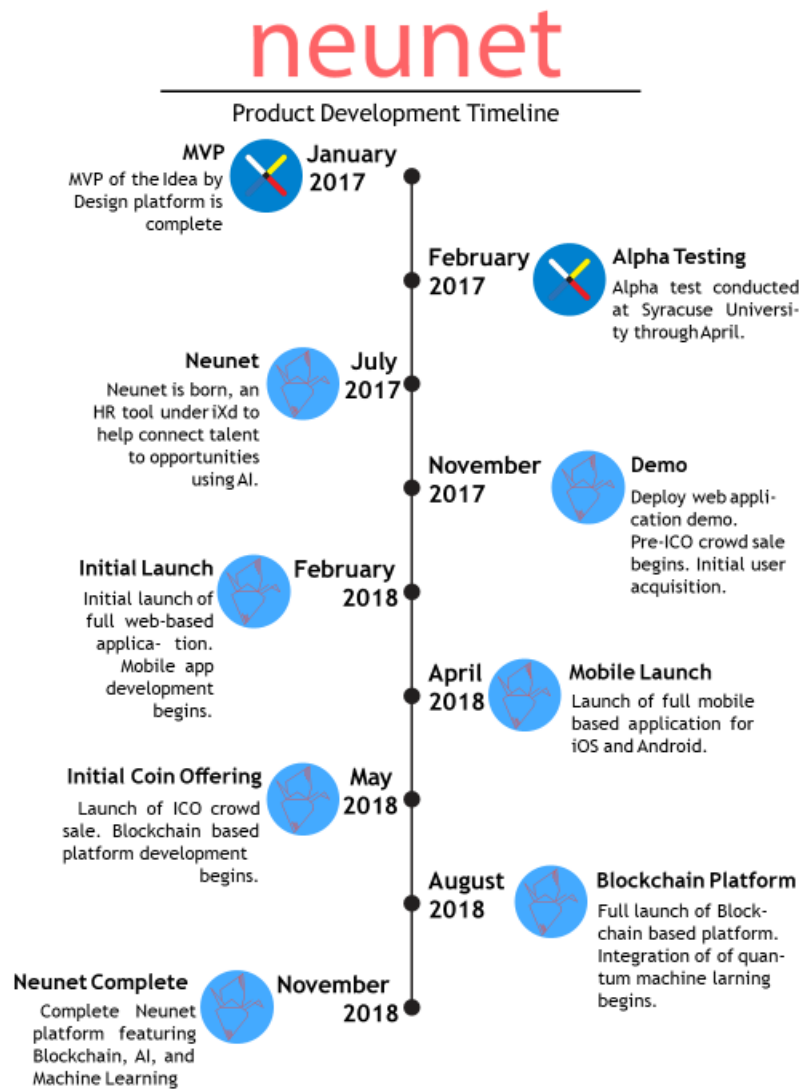 neunet
Product Development Timeline
MVP
MVP of the Idea by
Design platform is
complete
January
2017
February
2017
Alpha Testing
Alpha test conducted
at Syracuse Universi-
ty through April.
Neunet
Neunet is born, an
HR tool under iXd to
help connect talent
to opportunities
using AI.
July
2017
November
2017
Demo
Deploy web appli-
cation demo.
Pre-ICO crowd sale
begins. Initial user
acquisition.
Initial Launch
Initial launch of
full web-based
applica- tion.
Mobile app
development
begins.
February
2018
April
2018
Mobile Launch
Launch of full mobile
based application for
iOS and Android.
Initial Coin Offering
Launch of ICO crowd
sale. Blockchain based
platform development
begins.
May
2018
August
2018
Blockchain Platform
Full launch of Block-
chain based platform.
Integration of of quan-
tum machine larning
begins.
Neunet Complete
Complete Neunet
platform featuring
Blockchain, AI, and
Machine Learning
November
2018